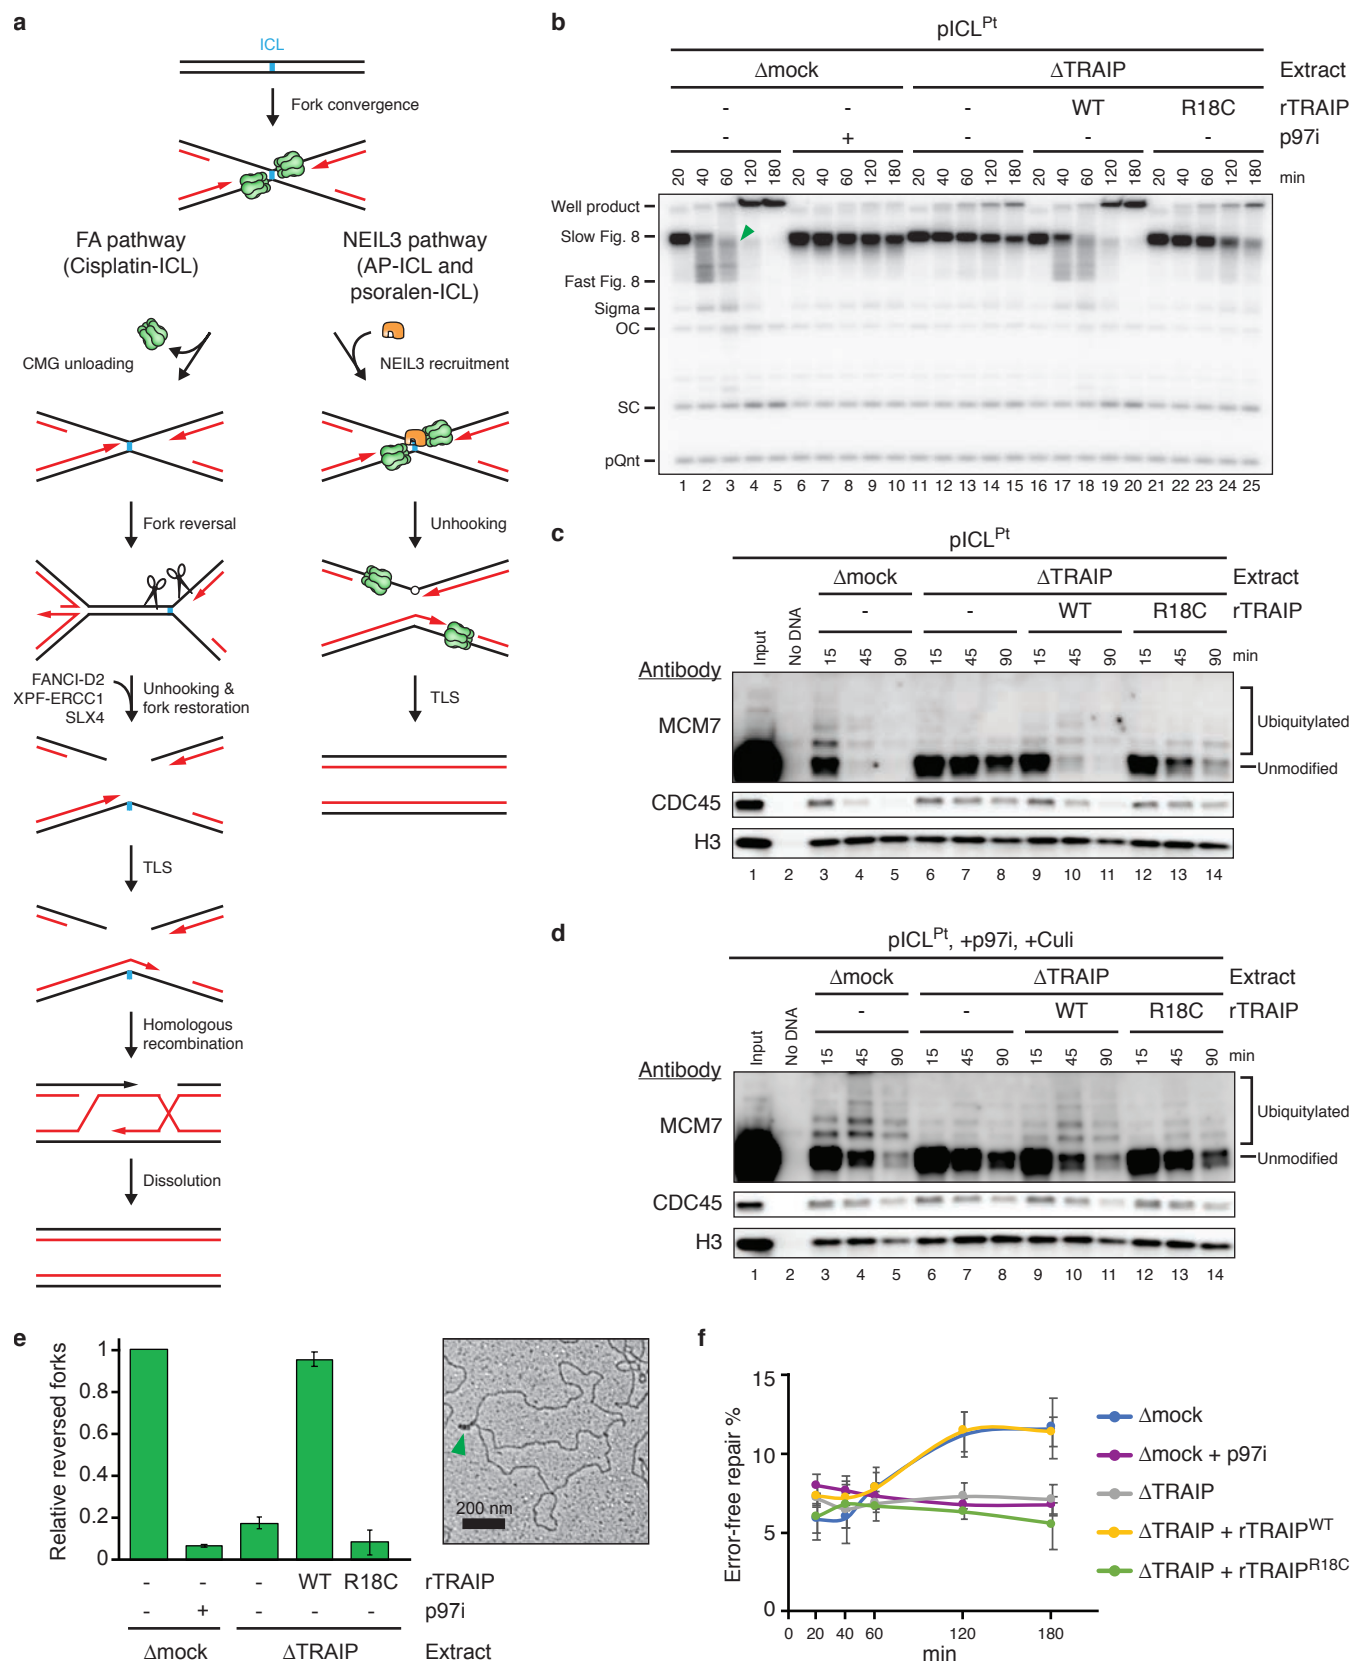 a
ICL
Fork convergence
FA pathway
(Cisplatin-ICL)
NEIL3 pathway
(AP-ICL and
psoralen-ICL)
CMG unloading
NEIL3 recruitment
Fork reversal
Unhooking
FANCI-D2
XPF-ERCC1
SLX4
Unhooking &
fork restoration
TLS
TLS
Homologous
recombination
Dissolution
b
pICL^Pt
Δmock ΔTRAIP Extract
- - - WT R18C rTRAIP
- + - - - p97i
20 40 60 120 180 20 40 60 120 180 20 40 60 120 180 20 40 60 120 180 20 40 60 120 180 min
Well product
Slow Fig. 8
Fast Fig. 8
Sigma
OC
SC
pQnt
1 2 3 4 5 6 7 8 9 10 11 12 13 14 15 16 17 18 19 20 21 22 23 24 25
c
pICL^Pt
Δmock ΔTRAIP Extract
- - WT R18C rTRAIP
Input No DNA 15 45 90 15 45 90 15 45 90 15 45 90 min
Antibody
MCM7
Ubiquitylated
Unmodified
CDC45
H3
1 2 3 4 5 6 7 8 9 10 11 12 13 14
d
pICL^Pt, +p97i, +Culi
Δmock ΔTRAIP Extract
- - WT R18C rTRAIP
Input No DNA 15 45 90 15 45 90 15 45 90 15 45 90 min
Antibody
MCM7
Ubiquitylated
Unmodified
CDC45
H3
1 2 3 4 5 6 7 8 9 10 11 12 13 14
e
Relative reversed forks
1
0.8
0.6
0.4
0.2
0
- - - WT R18C rTRAIP
- + - - - p97i
Δmock ΔTRAIP Extract
200 nm
f
Error-free repair %
15
10
5
0
0 20 40 60 120 180
min
Δmock
Δmock + p97i
ΔTRAIP
ΔTRAIP + rTRAIP^WT
ΔTRAIP + rTRAIP^R18C